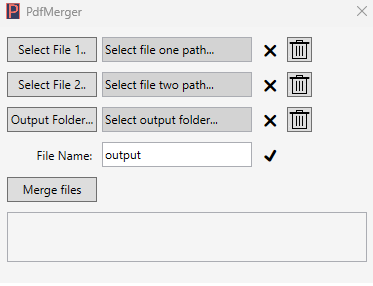 PdfMerger
Select File 1.. Select file one path...
Select File 2.. Select file two path...
Output Folder... Select output folder...
File Name: output
Merge files